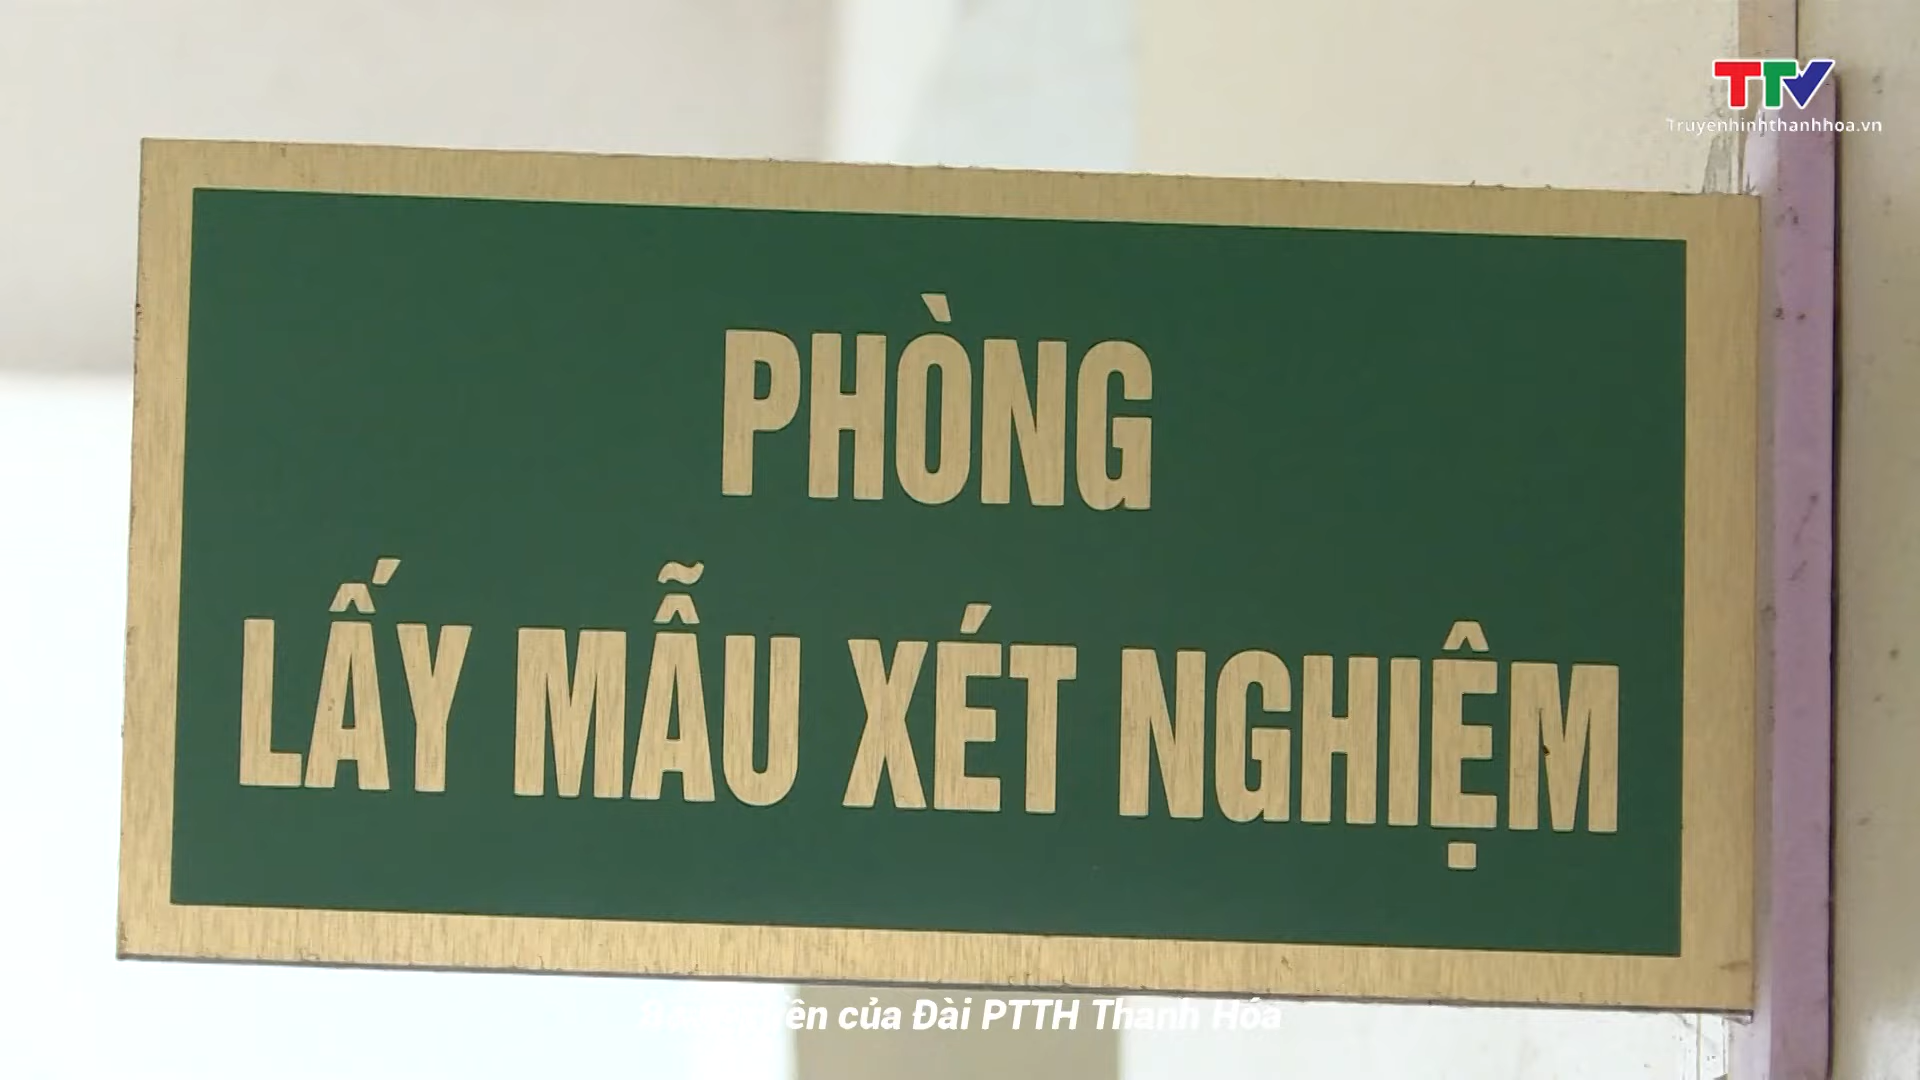 TTV
Truyenhinhthanhhoa.vn
PHÒNG
LẤY MẪU XÉT NGHIỆM
của Đài PTTH Thanh Hóa